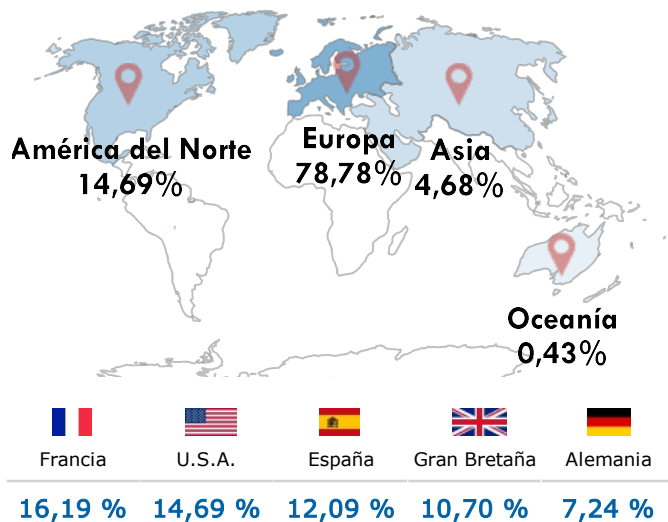 América del Norte
14,69%
Europa
78,78%
Asia
4,68%
Oceanía
0,43%
Francia U.S.A. España Gran Bretaña Alemania
16,19 % 14,69 % 12,09 % 10,70 % 7,24 %